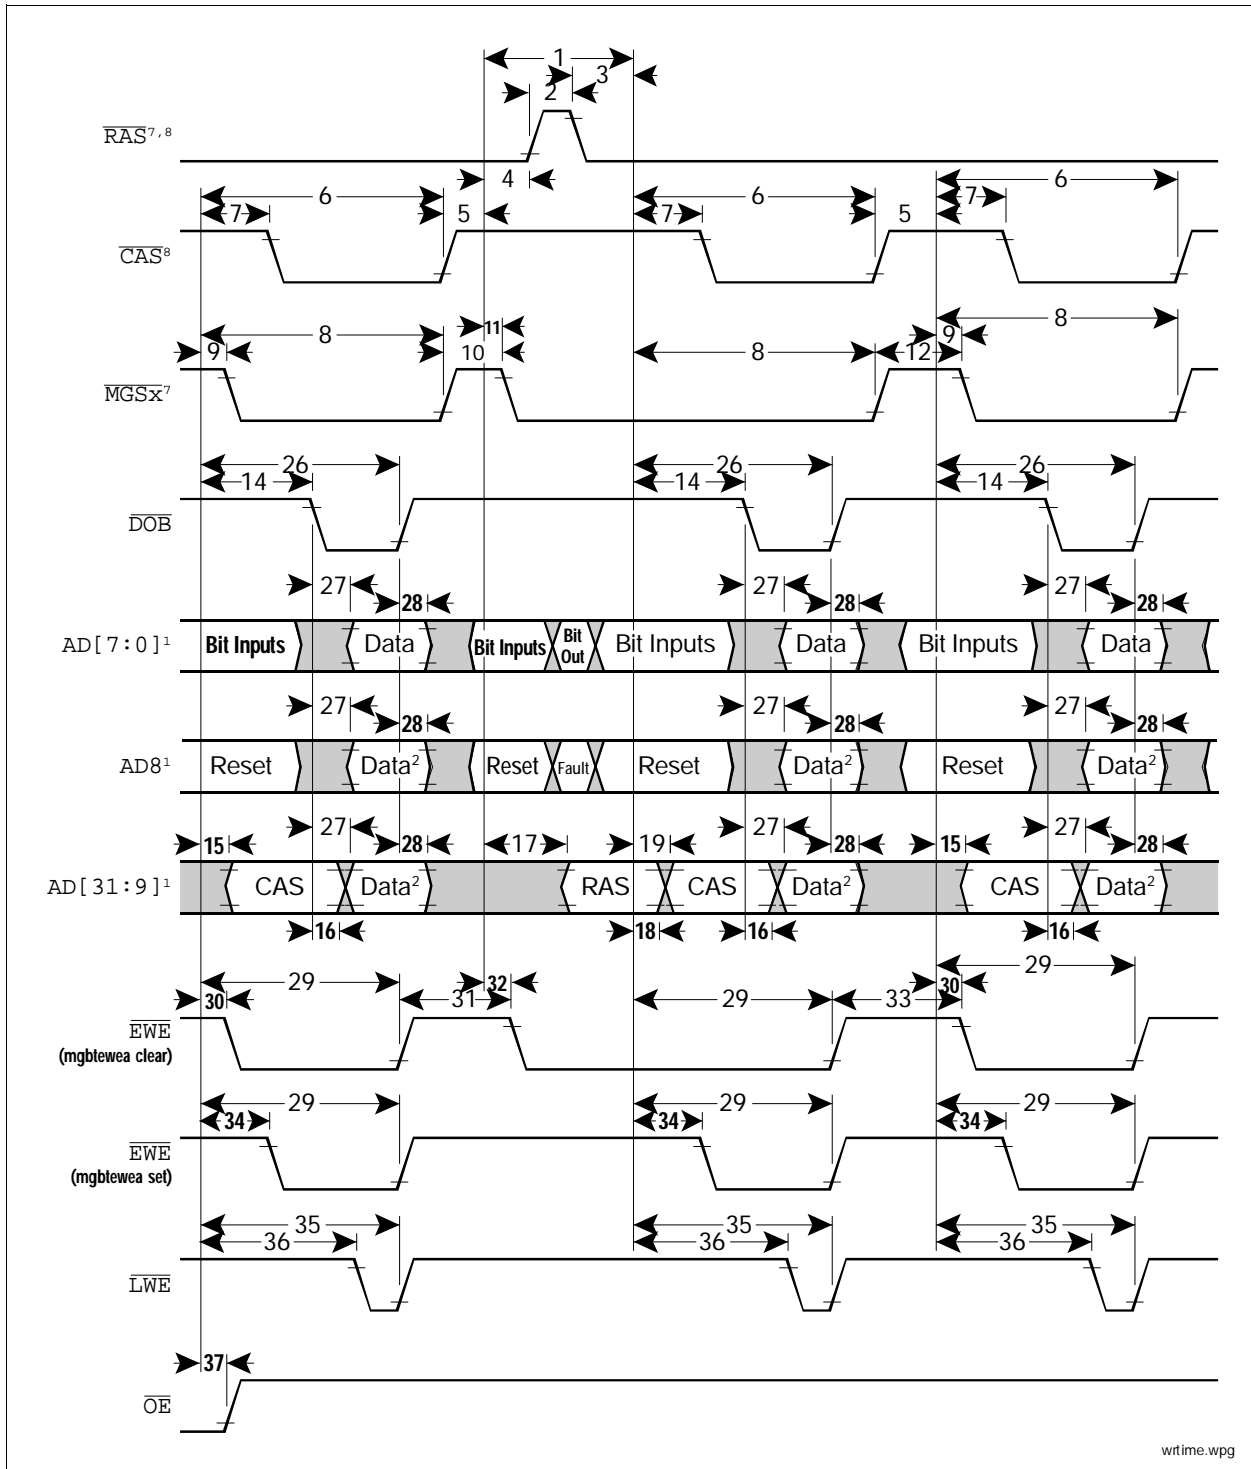 1
3
2
RAS7,8
4
6
6
6
7
5
7
5
7
CAS8
11
8
8
8
9
10
12
9
MGSx7
26
26
26
14
14
14
DOB
27
27
27
28
28
28
AD[7:0]1
Bit Inputs
Data
Bit Inputs
Bit
Out
Bit Inputs
Data
Bit Inputs
Data
27
27
27
28
28
28
AD81
Reset
Data2
Reset
Fault
Reset
Data2
Reset
Data2
27
27
27
15
28
17
19
28
15
28
AD[31:9]1
CAS
Data2
RAS
CAS
Data2
CAS
Data2
16
18
16
16
29
29
32
29
30
31
33
30
EWE
(mgbtewea clear)
29
29
29
34
34
34
EWE
(mgbtewea set)
35
35
35
36
36
36
LWE
37
OE
wrtime.wpg